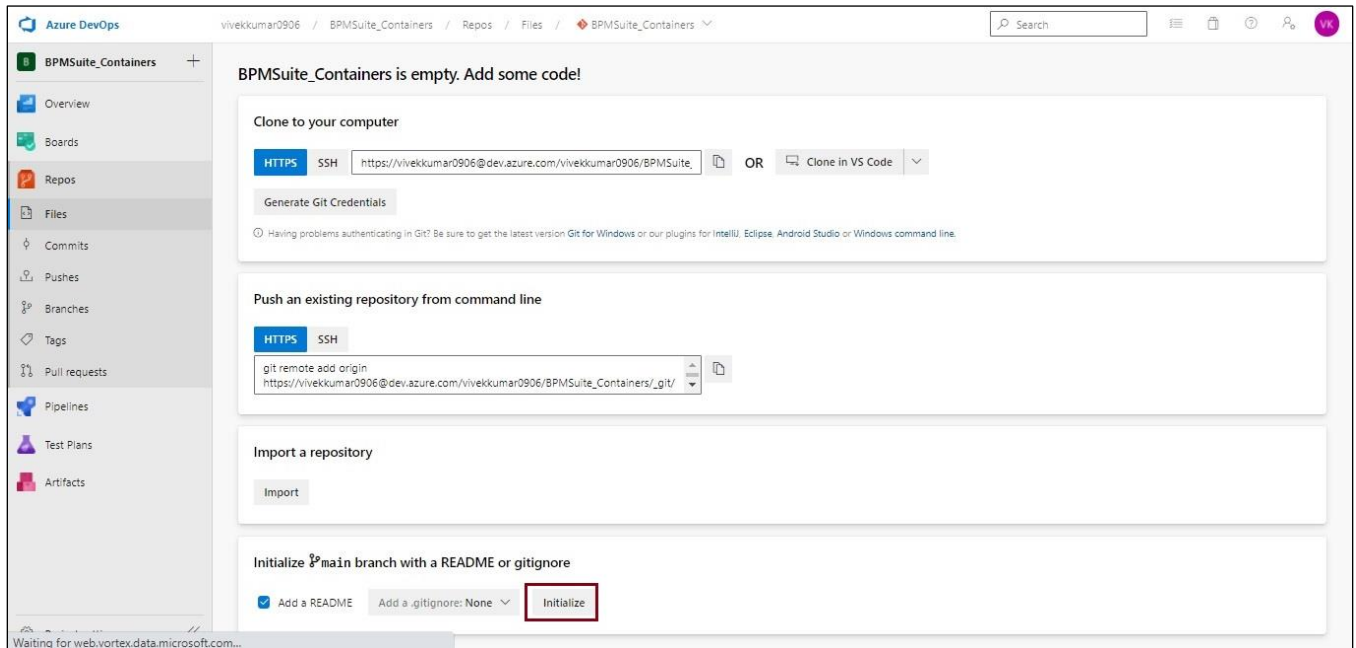 Azure DevOps
vivekkumar0906 / BPMSuite_Containers / Repos / Files / BPMSuite_Containers
Search
VK
B BPMSuite_Containers +
Overview
Boards
Repos
Files
Commits
Pushes
Branches
Tags
Pull requests
Pipelines
Test Plans
Artifacts
BPMSuite_Containers is empty. Add some code!
Clone to your computer
HTTPS SSH https://vivekkumar0906@dev.azure.com/vivekkumar0906/BPMSuite_ OR Clone in VS Code
Generate Git Credentials
Having problems authenticating in Git? Be sure to get the latest version Git for Windows or our plugins for IntelliJ, Eclipse, Android Studio or Windows command line.
Push an existing repository from command line
HTTPS SSH
git remote add origin
https://vivekkumar0906@dev.azure.com/vivekkumar0906/BPMSuite_Containers/_git/
Import a repository
Import
Initialize main branch with a README or gitignore
Add a README Add a .gitignore: None Initialize
Waiting for web.vortex.data.microsoft.com...